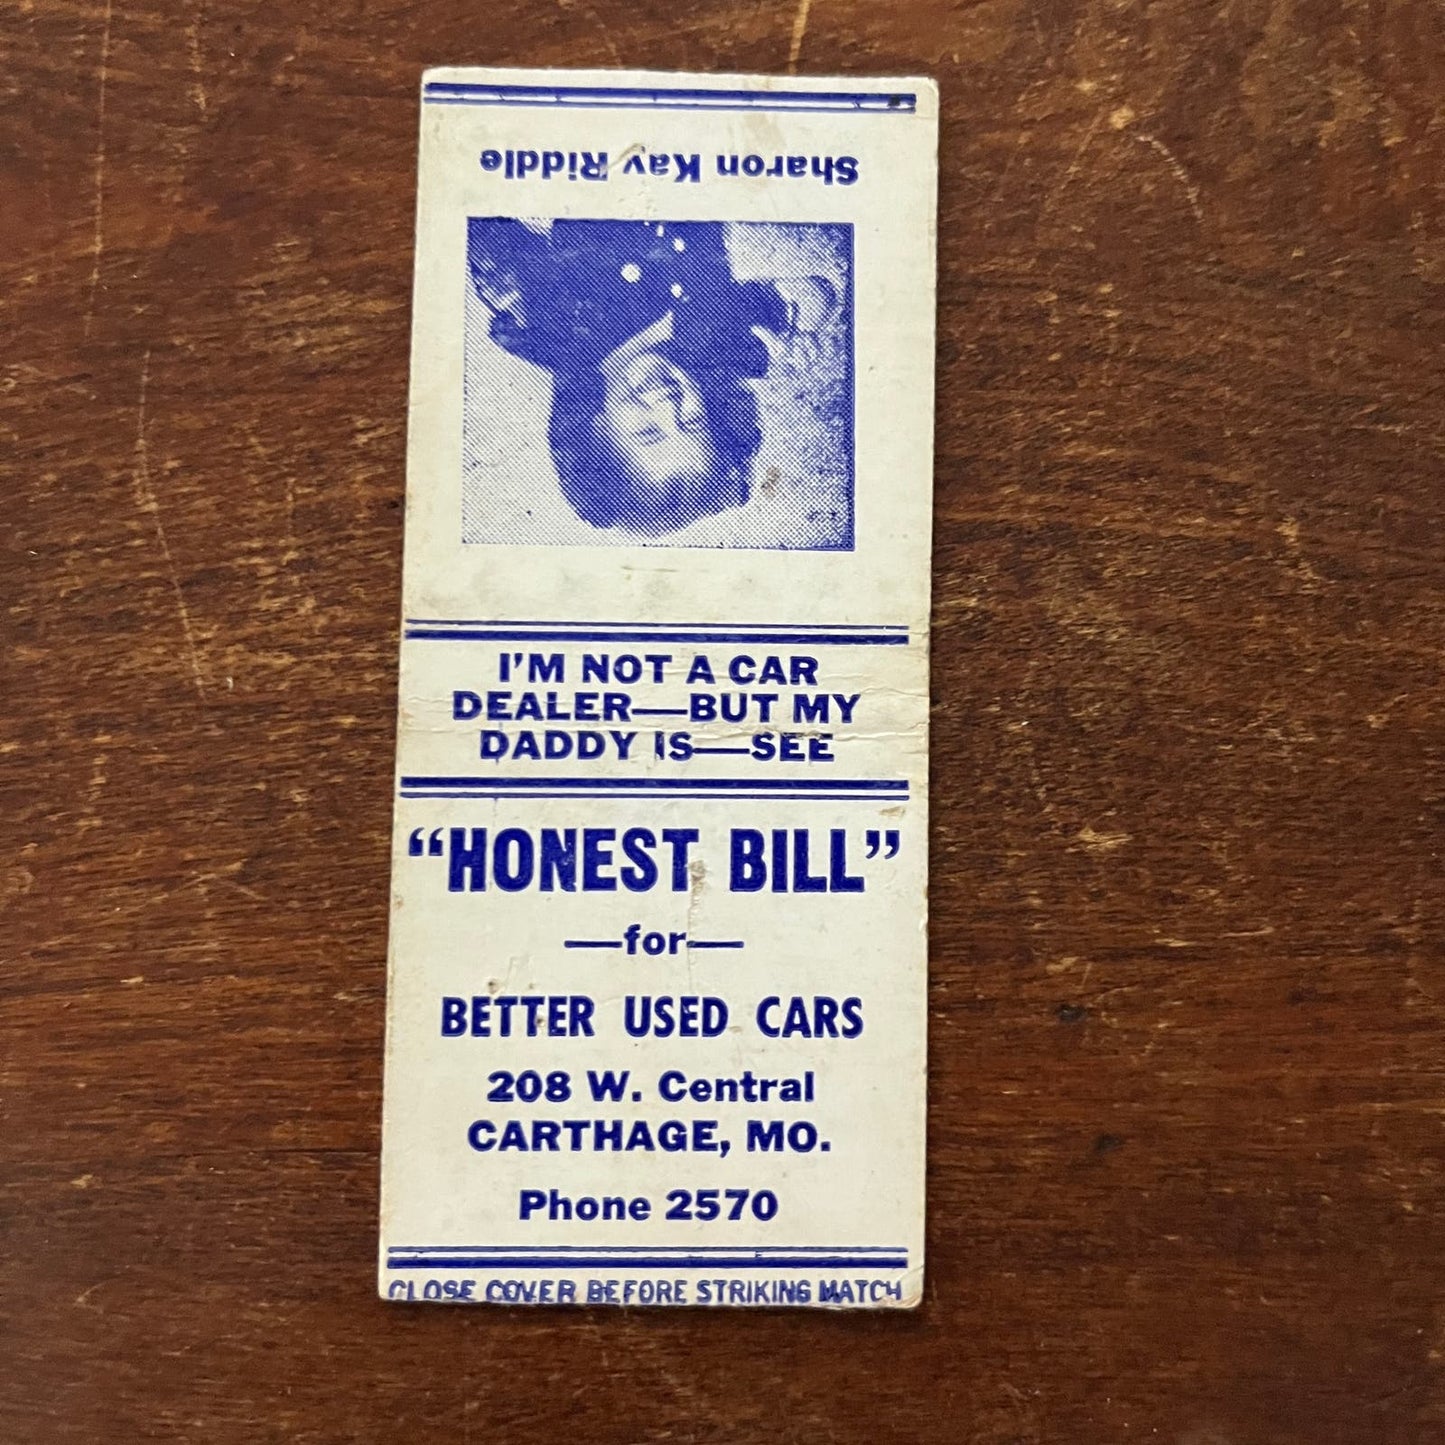 Sharon Kay Riddle
I'M NOT A CAR
DEALER—BUT MY
DADDY IS—SEE
"HONEST BILL"
—for—
BETTER USED CARS
208 W. Central
CARTHAGE, MO.
Phone 2570
CLOSE COVER BEFORE STRIKING MATCH